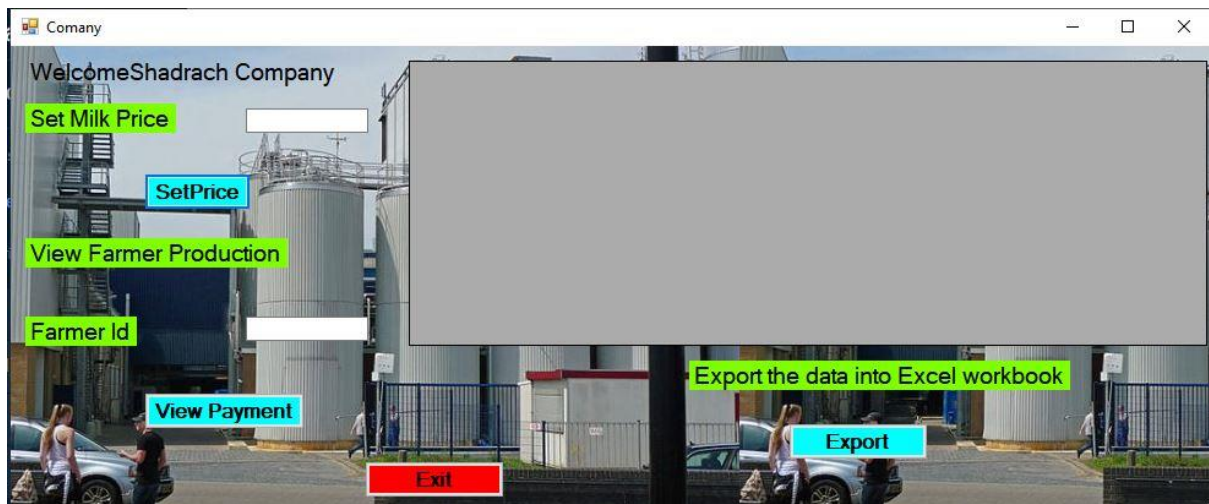 Comany
WelcomeShadrach Company
Set Milk Price
SetPrice
View Farmer Production
Farmer Id
Export the data into Excel workbook
View Payment
Export
Exit